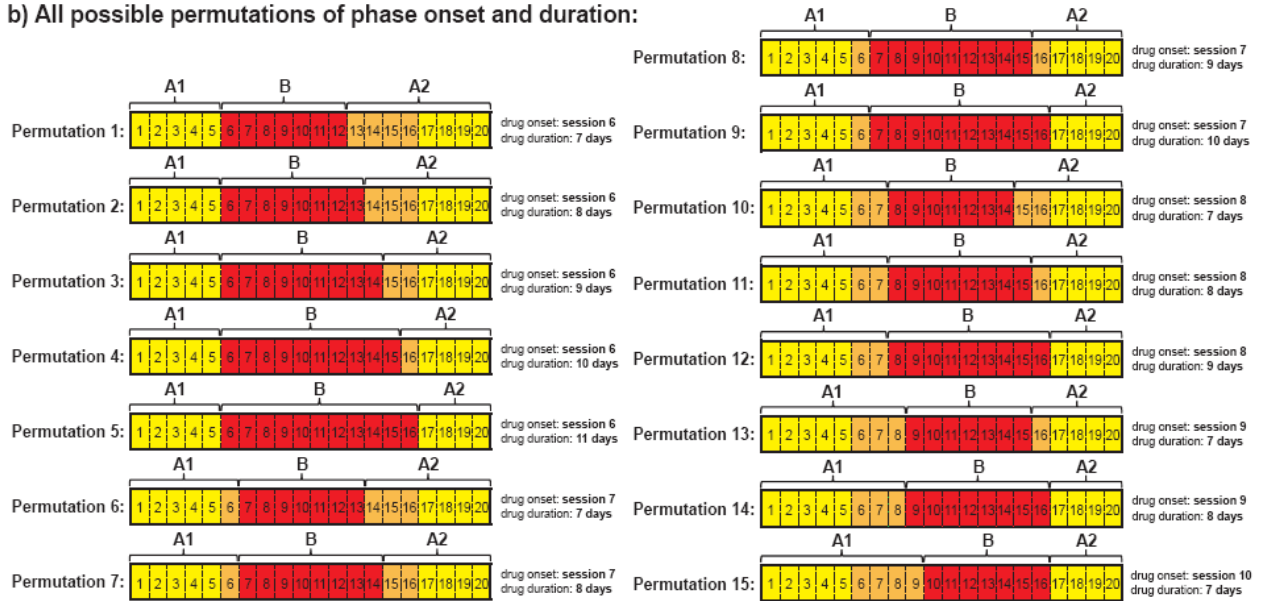 b) All possible permutations of phase onset and duration:
A1 B A2
Permutation 1: 1 2 3 4 5 6 7 8 9 10 11 12 13 14 15 16 17 18 19 20
drug onset: session 6
drug duration: 7 days
A1 B A2
Permutation 2: 1 2 3 4 5 6 7 8 9 10 11 12 13 14 15 16 17 18 19 20
drug onset: session 6
drug duration: 8 days
A1 B A2
Permutation 3: 1 2 3 4 5 6 7 8 9 10 11 12 13 14 15 16 17 18 19 20
drug onset: session 6
drug duration: 9 days
A1 B A2
Permutation 4: 1 2 3 4 5 6 7 8 9 10 11 12 13 14 15 16 17 18 19 20
drug onset: session 6
drug duration: 10 days
A1 B A2
Permutation 5: 1 2 3 4 5 6 7 8 9 10 11 12 13 14 15 16 17 18 19 20
drug onset: session 6
drug duration: 11 days
A1 B A2
Permutation 6: 1 2 3 4 5 6 7 8 9 10 11 12 13 14 15 16 17 18 19 20
drug onset: session 7
drug duration: 7 days
A1 B A2
Permutation 7: 1 2 3 4 5 6 7 8 9 10 11 12 13 14 15 16 17 18 19 20
drug onset: session 7
drug duration: 8 days
A1 B A2
Permutation 8: 1 2 3 4 5 6 7 8 9 10 11 12 13 14 15 16 17 18 19 20
drug onset: session 7
drug duration: 9 days
A1 B A2
Permutation 9: 1 2 3 4 5 6 7 8 9 10 11 12 13 14 15 16 17 18 19 20
drug onset: session 7
drug duration: 10 days
A1 B A2
Permutation 10: 1 2 3 4 5 6 7 8 9 10 11 12 13 14 15 16 17 18 19 20
drug onset: session 8
drug duration: 7 days
A1 B A2
Permutation 11: 1 2 3 4 5 6 7 8 9 10 11 12 13 14 15 16 17 18 19 20
drug onset: session 8
drug duration: 8 days
A1 B A2
Permutation 12: 1 2 3 4 5 6 7 8 9 10 11 12 13 14 15 16 17 18 19 20
drug onset: session 8
drug duration: 9 days
A1 B A2
Permutation 13: 1 2 3 4 5 6 7 8 9 10 11 12 13 14 15 16 17 18 19 20
drug onset: session 9
drug duration: 7 days
A1 B A2
Permutation 14: 1 2 3 4 5 6 7 8 9 10 11 12 13 14 15 16 17 18 19 20
drug onset: session 9
drug duration: 8 days
A1 B A2
Permutation 15: 1 2 3 4 5 6 7 8 9 10 11 12 13 14 15 16 17 18 19 20
drug onset: session 10
drug duration: 7 days